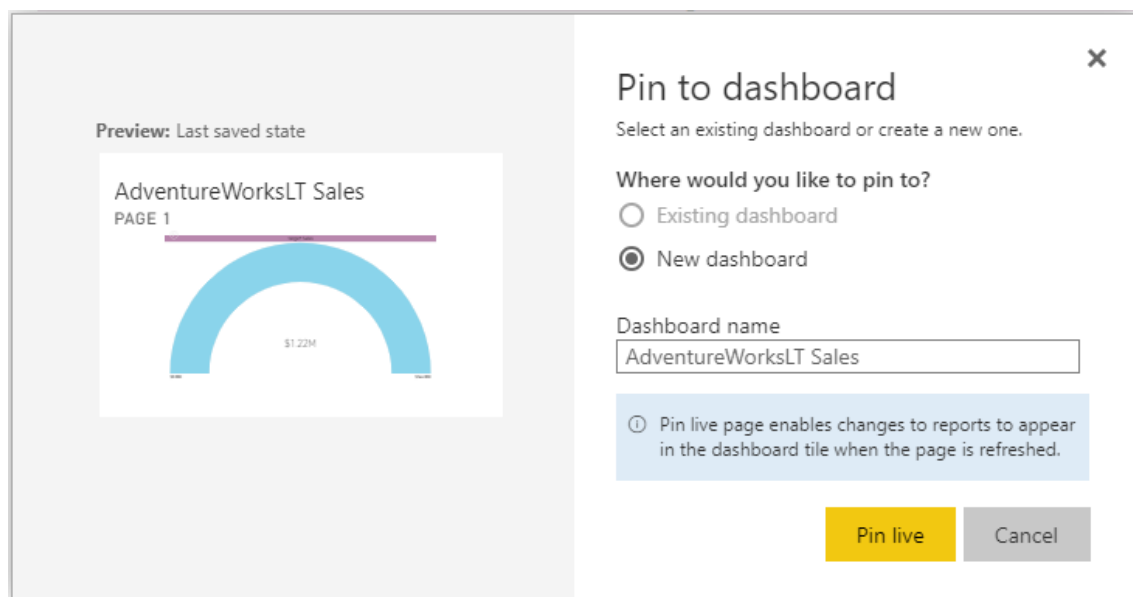 Pin to dashboard
Select an existing dashboard or create a new one.
Preview: Last saved state
AdventureWorksLT Sales
PAGE 1
$1.22M
Where would you like to pin to?
Existing dashboard
New dashboard
Dashboard name
AdventureWorksLT Sales
Pin live page enables changes to reports to appear
in the dashboard tile when the page is refreshed.
Pin live
Cancel